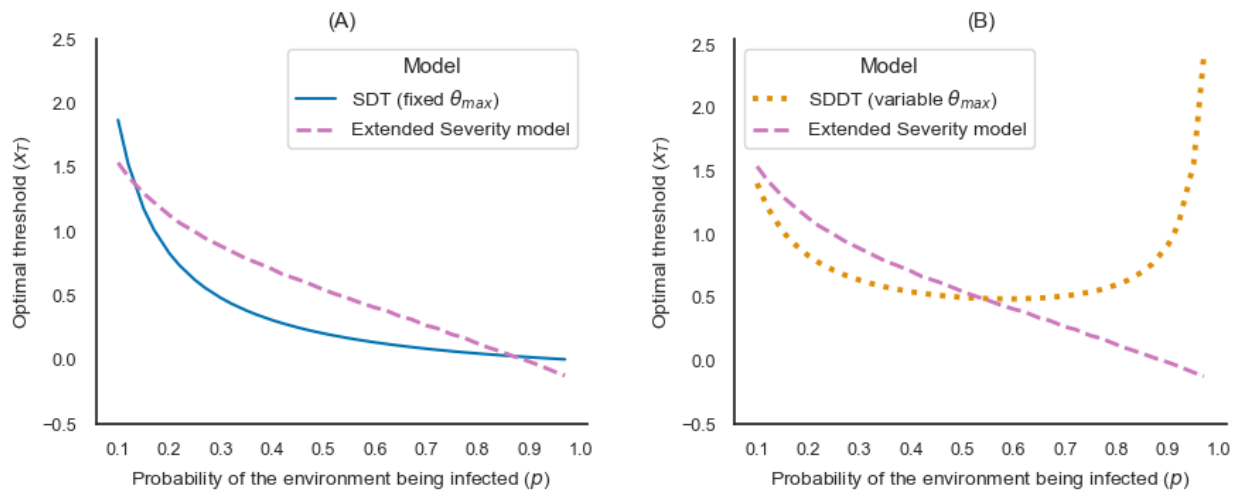 (A)
Optimal threshold (x_T)
2.5
2.0
1.5
1.0
0.5
0.0
−0.5
Model
SDT (fixed θ_max)
Extended Severity model
0.1 0.2 0.3 0.4 0.5 0.6 0.7 0.8 0.9 1.0
Probability of the environment being infected (p)
(B)
Optimal threshold (x_T)
2.5
2.0
1.5
1.0
0.5
0.0
−0.5
Model
SDDT (variable θ_max)
Extended Severity model
0.1 0.2 0.3 0.4 0.5 0.6 0.7 0.8 0.9 1.0
Probability of the environment being infected (p)